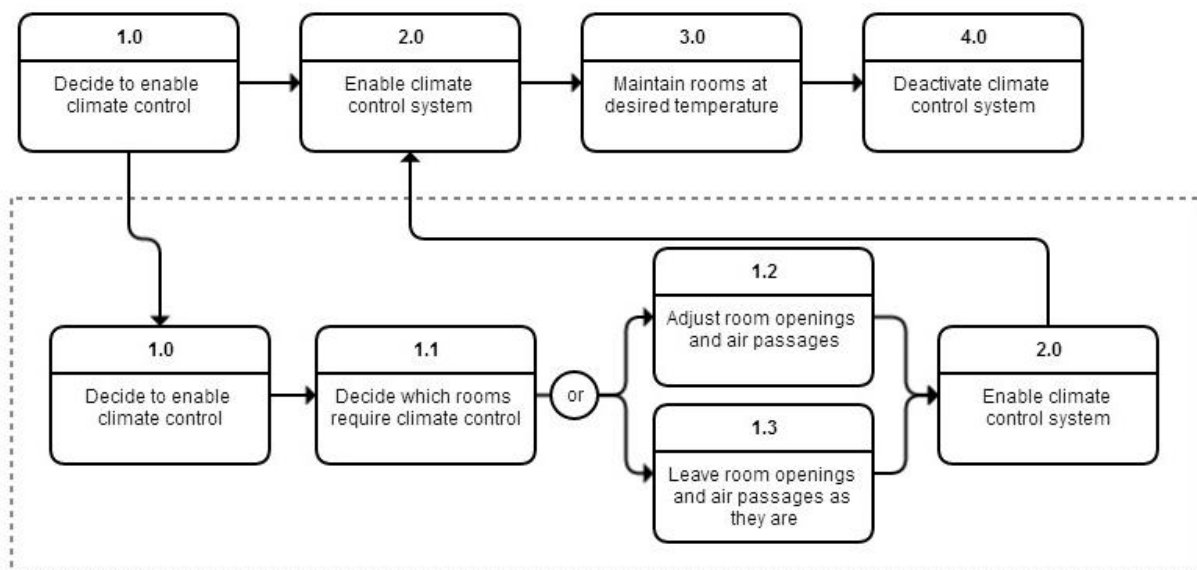 1.0
Decide to enable
climate control
2.0
Enable climate
control system
3.0
Maintain rooms at
desired temperature
4.0
Deactivate climate
control system
1.0
Decide to enable
climate control
1.1
Decide which rooms
require climate control
or
1.2
Adjust room openings
and air passages
1.3
Leave room openings
and air passages as
they are
2.0
Enable climate
control system